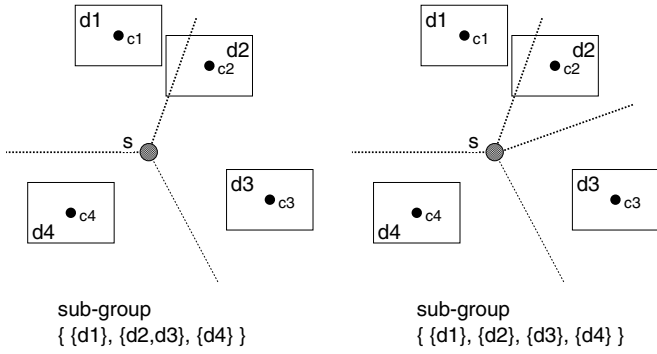 d1
c1
d2
c2
s
d3
c3
c4
d4
sub-group
{ {d1}, {d2,d3}, {d4} }
d1
c1
d2
c2
s
d3
c3
c4
d4
sub-group
{ {d1}, {d2}, {d3}, {d4} }